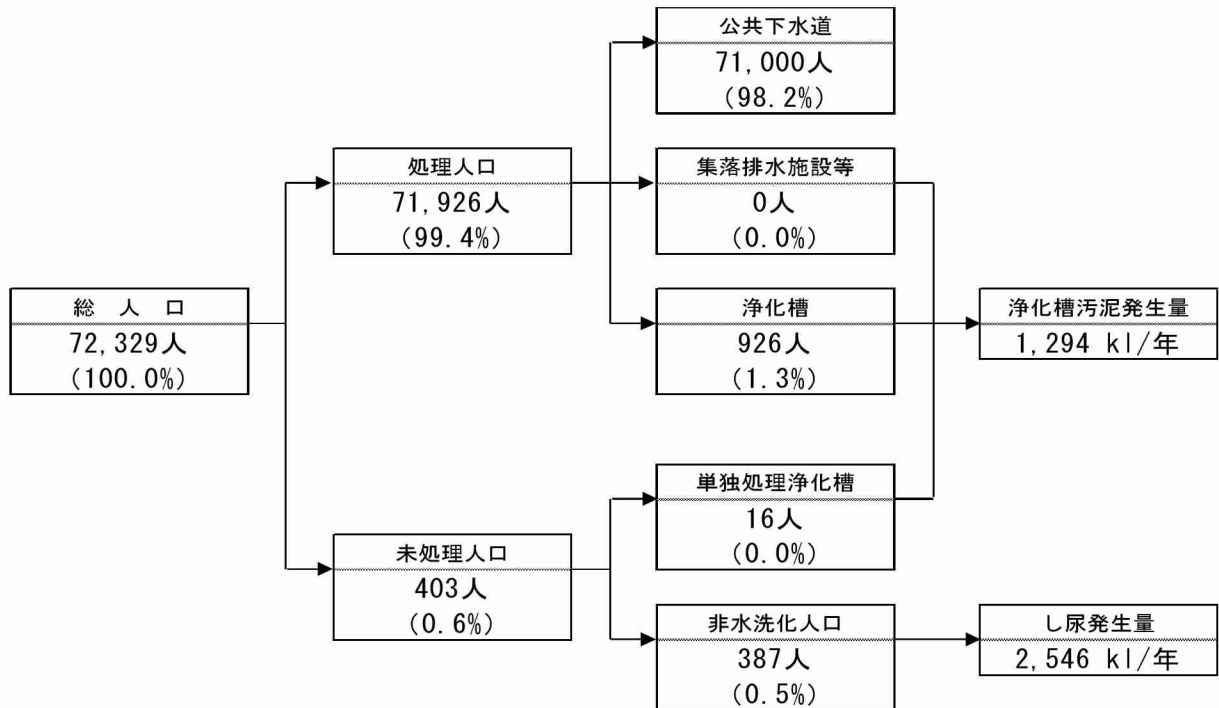 公共下水道
71,000人
(98.2%)
処理人口
71,926人
(99.4%)
集落排水施設等
0人
(0.0%)
総　人　口
72,329人
(100.0%)
浄化槽
926人
(1.3%)
浄化槽汚泥発生量
1,294 kl/年
単独処理浄化槽
16人
(0.0%)
未処理人口
403人
(0.6%)
非水洗化人口
387人
(0.5%)
し尿発生量
2,546 kl/年